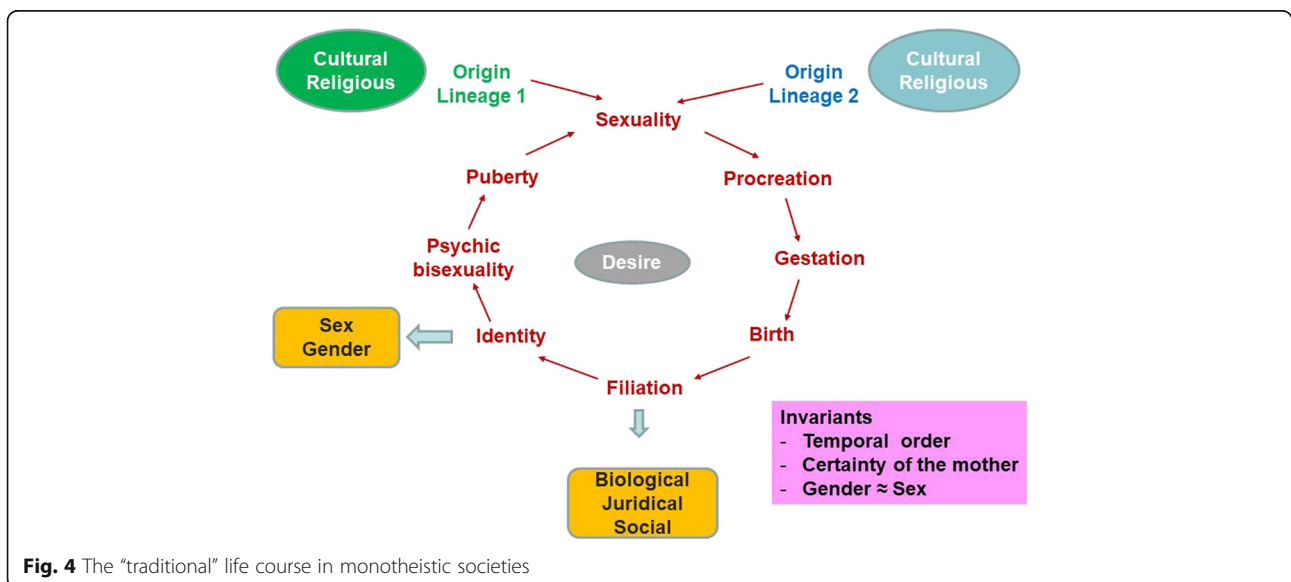 Cultural
Religious
Origin
Lineage 1
Origin
Lineage 2
Cultural
Religious
Sexuality
Puberty
Procreation
Psychic
bisexuality
Desire
Gestation
Sex
Gender
Identity
Birth
Filiation
Invariants
- Temporal order
- Certainty of the mother
- Gender ≈ Sex
Biological
Juridical
Social
Fig. 4 The “traditional” life course in monotheistic societies